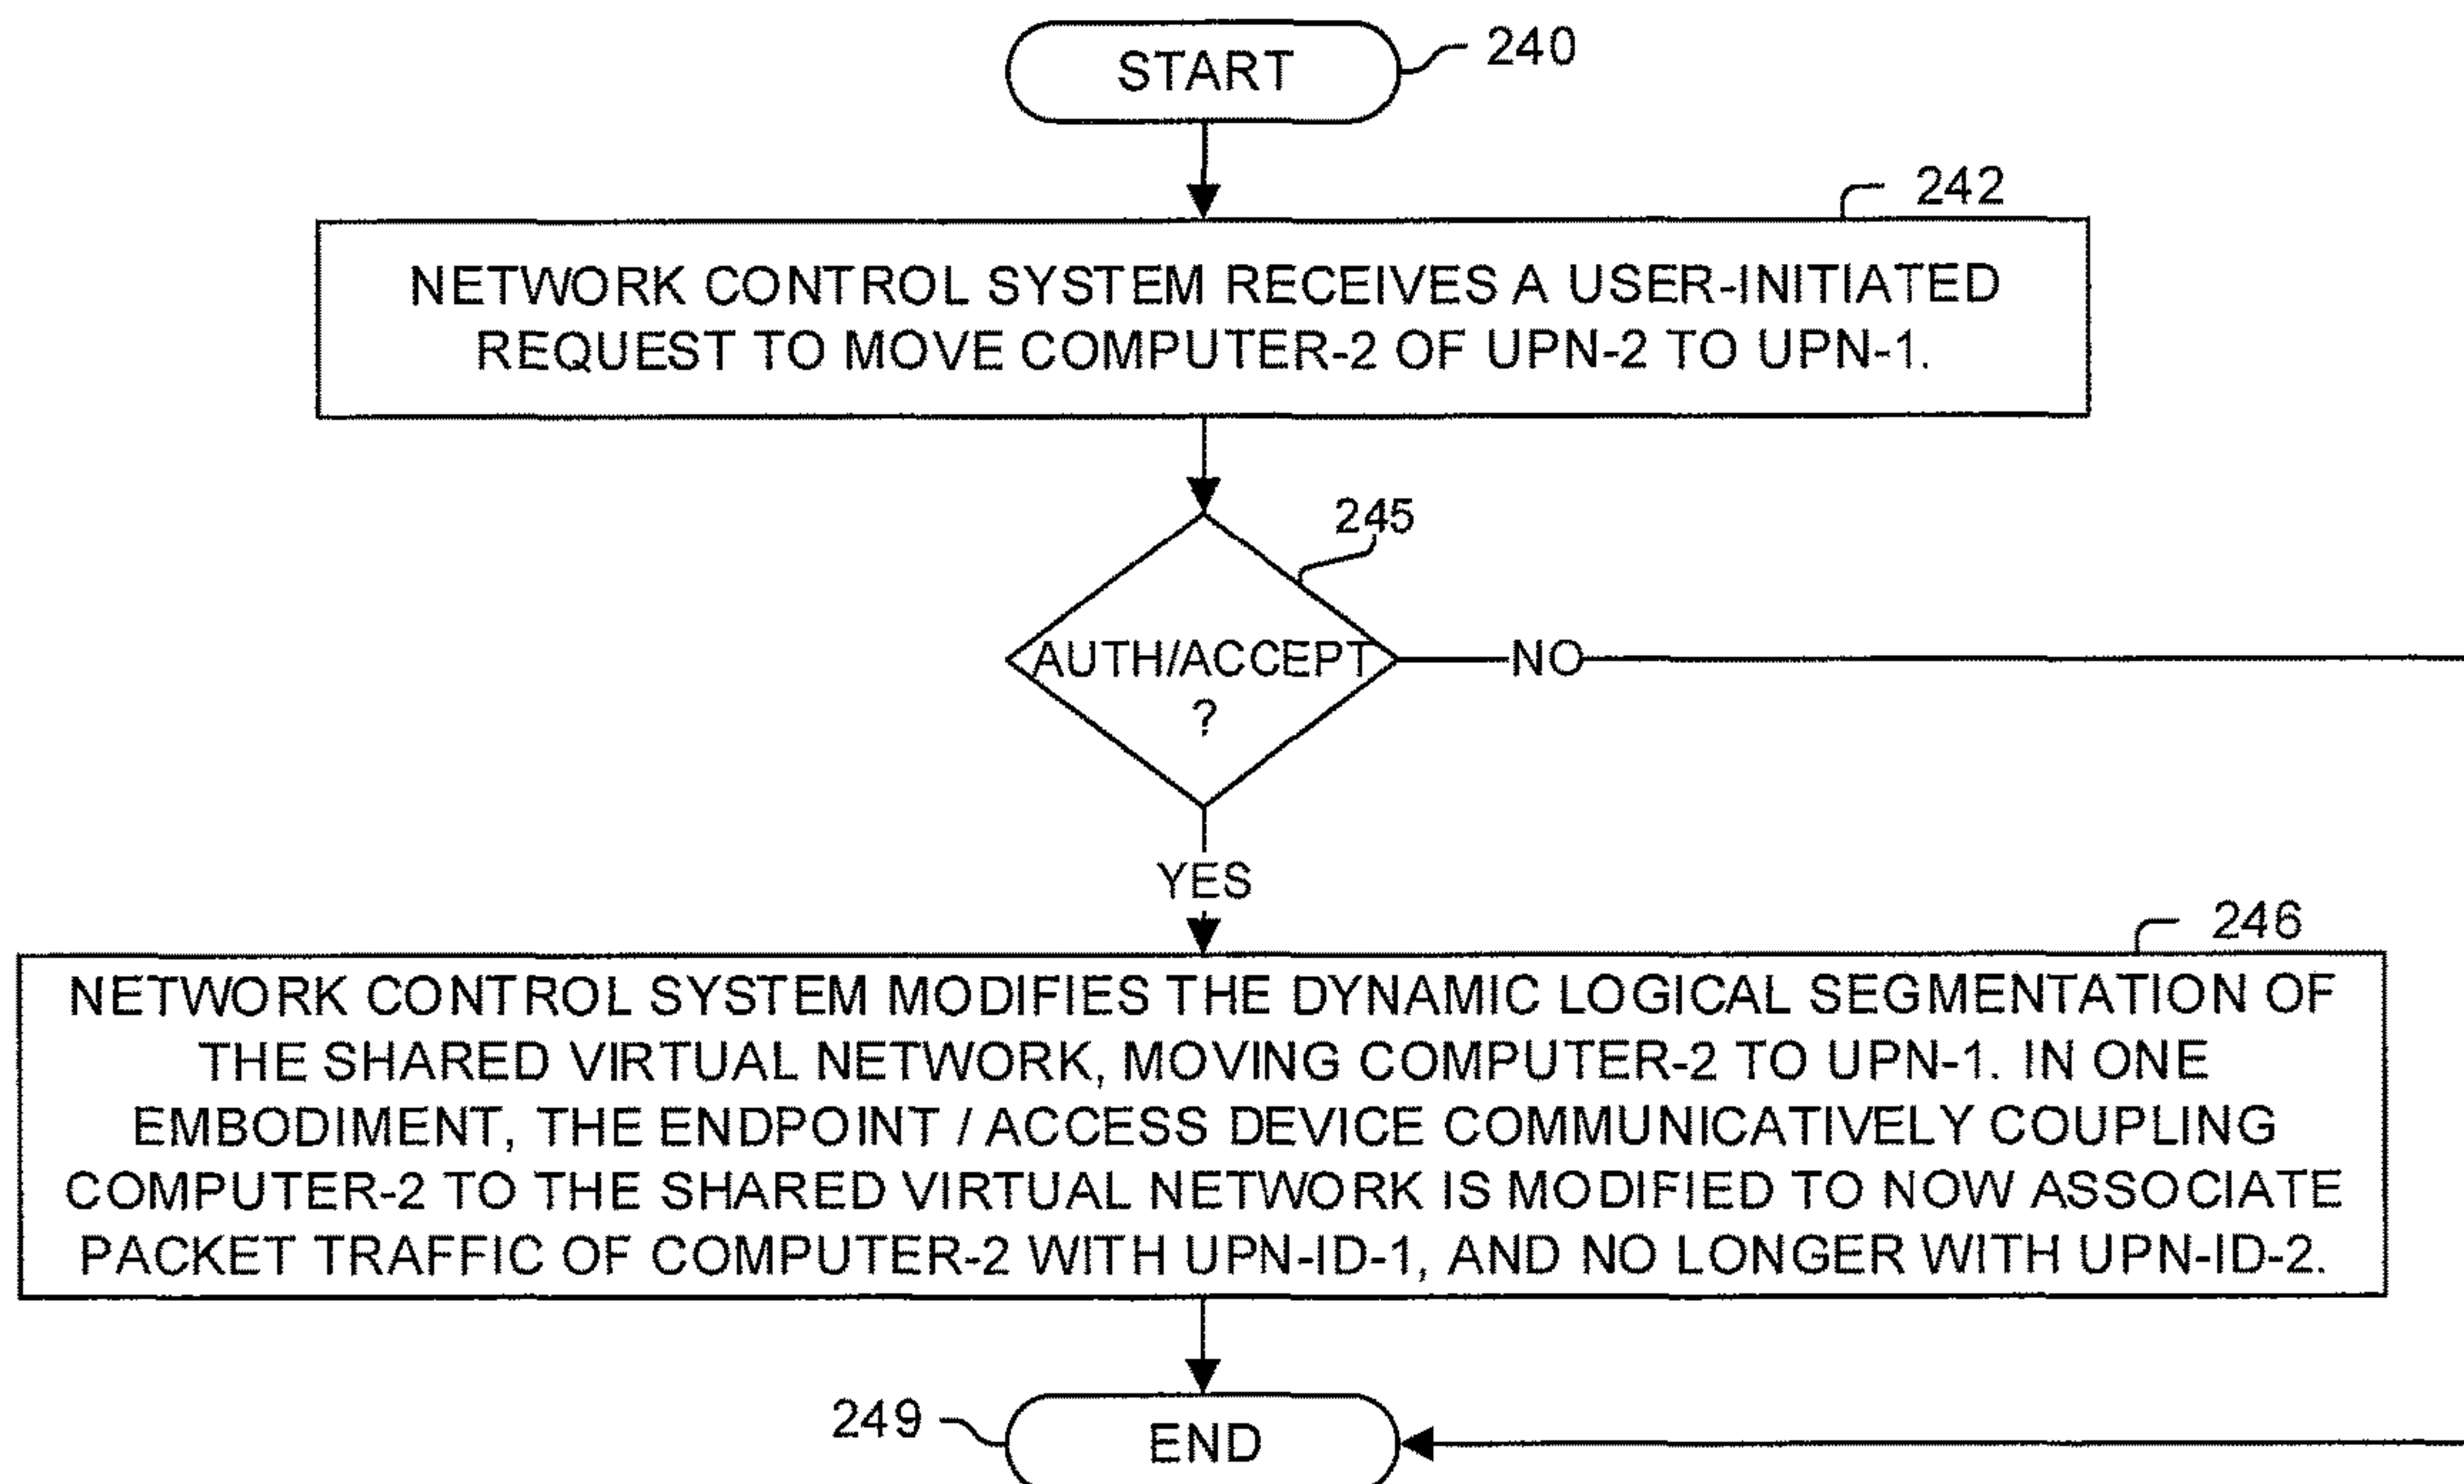 START
240
242
NETWORK CONTROL SYSTEM RECEIVES A USER-INITIATED
REQUEST TO MOVE COMPUTER-2 OF UPN-2 TO UPN-1.
245
AUTH/ACCEPT
?
NO
YES
246
NETWORK CONTROL SYSTEM MODIFIES THE DYNAMIC LOGICAL SEGMENTATION OF
THE SHARED VIRTUAL NETWORK, MOVING COMPUTER-2 TO UPN-1. IN ONE
EMBODIMENT, THE ENDPOINT / ACCESS DEVICE COMMUNICATIVELY COUPLING
COMPUTER-2 TO THE SHARED VIRTUAL NETWORK IS MODIFIED TO NOW ASSOCIATE
PACKET TRAFFIC OF COMPUTER-2 WITH UPN-ID-1, AND NO LONGER WITH UPN-ID-2.
249
END